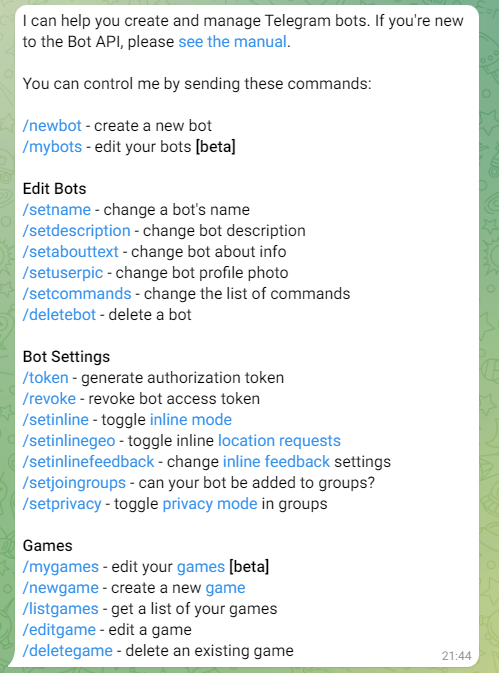 I can help you create and manage Telegram bots. If you're new
to the Bot API, please see the manual.
You can control me by sending these commands:
/newbot - create a new bot
/mybots - edit your bots [beta]
Edit Bots
/setname - change a bot's name
/setdescription - change bot description
/setabouttext - change bot about info
/setuserpic - change bot profile photo
/setcommands - change the list of commands
/deletebot - delete a bot
Bot Settings
/token - generate authorization token
/revoke - revoke bot access token
/setinline - toggle inline mode
/setinlinegeo - toggle inline location requests
/setinlinefeedback - change inline feedback settings
/setjoingroups - can your bot be added to groups?
/setprivacy - toggle privacy mode in groups
Games
/mygames - edit your games [beta]
/newgame - create a new game
/listgames - get a list of your games
/editgame - edit a game
/deletegame - delete an existing game
21:44